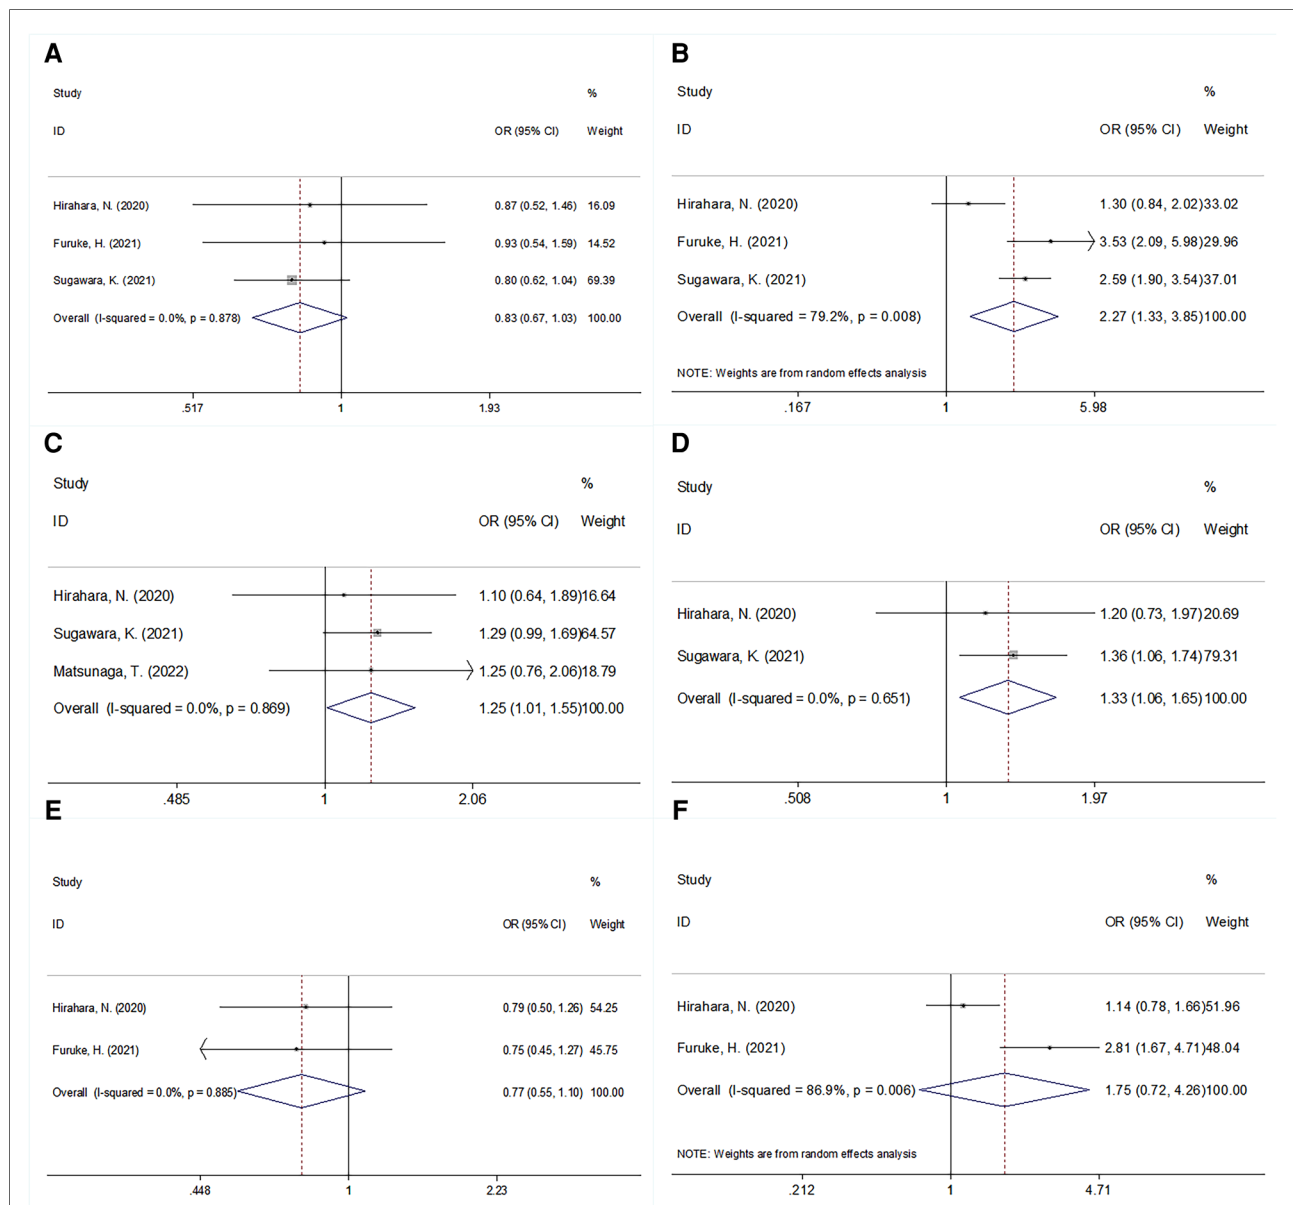 A
Study %
ID OR (95% CI) Weight
Hirahara, N. (2020) 0.87 (0.52, 1.46) 16.09
Furuke, H. (2021) 0.93 (0.54, 1.59) 14.52
Sugawara, K. (2021) 0.80 (0.62, 1.04) 69.39
Overall (I-squared = 0.0%, p = 0.878) 0.83 (0.67, 1.03) 100.00
.517 1 1.93
B
Study %
ID OR (95% CI) Weight
Hirahara, N. (2020) 1.30 (0.84, 2.02) 33.02
Furuke, H. (2021) 3.53 (2.09, 5.98) 29.96
Sugawara, K. (2021) 2.59 (1.90, 3.54) 37.01
Overall (I-squared = 79.2%, p = 0.008) 2.27 (1.33, 3.85) 100.00
NOTE: Weights are from random effects analysis
.167 1 5.98
C
Study %
ID OR (95% CI) Weight
Hirahara, N. (2020) 1.10 (0.64, 1.89) 16.64
Sugawara, K. (2021) 1.29 (0.99, 1.69) 64.57
Matsunaga, T. (2022) 1.25 (0.76, 2.06) 18.79
Overall (I-squared = 0.0%, p = 0.869) 1.25 (1.01, 1.55) 100.00
.485 1 2.06
D
Study %
ID OR (95% CI) Weight
Hirahara, N. (2020) 1.20 (0.73, 1.97) 20.69
Sugawara, K. (2021) 1.36 (1.06, 1.74) 79.31
Overall (I-squared = 0.0%, p = 0.651) 1.33 (1.06, 1.65) 100.00
.508 1 1.97
E
Study %
ID OR (95% CI) Weight
Hirahara, N. (2020) 0.79 (0.50, 1.26) 54.25
Furuke, H. (2021) 0.75 (0.45, 1.27) 45.75
Overall (I-squared = 0.0%, p = 0.885) 0.77 (0.55, 1.10) 100.00
.448 1 2.23
F
Study %
ID OR (95% CI) Weight
Hirahara, N. (2020) 1.14 (0.78, 1.66) 51.96
Furuke, H. (2021) 2.81 (1.67, 4.71) 48.04
Overall (I-squared = 86.9%, p = 0.006) 1.75 (0.72, 4.26) 100.00
NOTE: Weights are from random effects analysis
.212 1 4.71